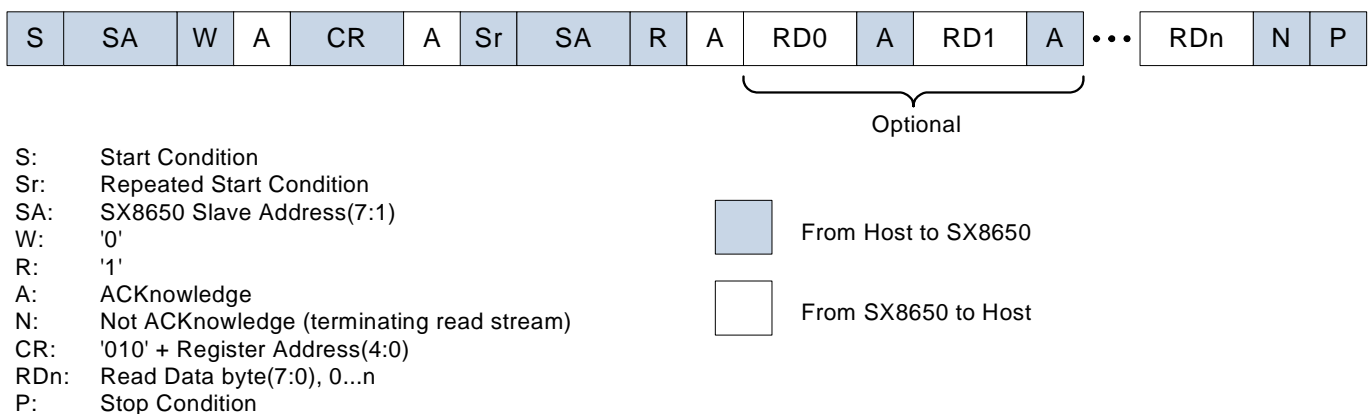 S SA W A CR A Sr SA R A RD0 A RD1 A ••• RDn N P
Optional
S: Start Condition
Sr: Repeated Start Condition
SA: SX8650 Slave Address(7:1)
W: '0'
R: '1'
A: ACKnowledge
N: Not ACKnowledge (terminating read stream)
CR: '010' + Register Address(4:0)
RDn: Read Data byte(7:0), 0...n
P: Stop Condition
From Host to SX8650
From SX8650 to Host